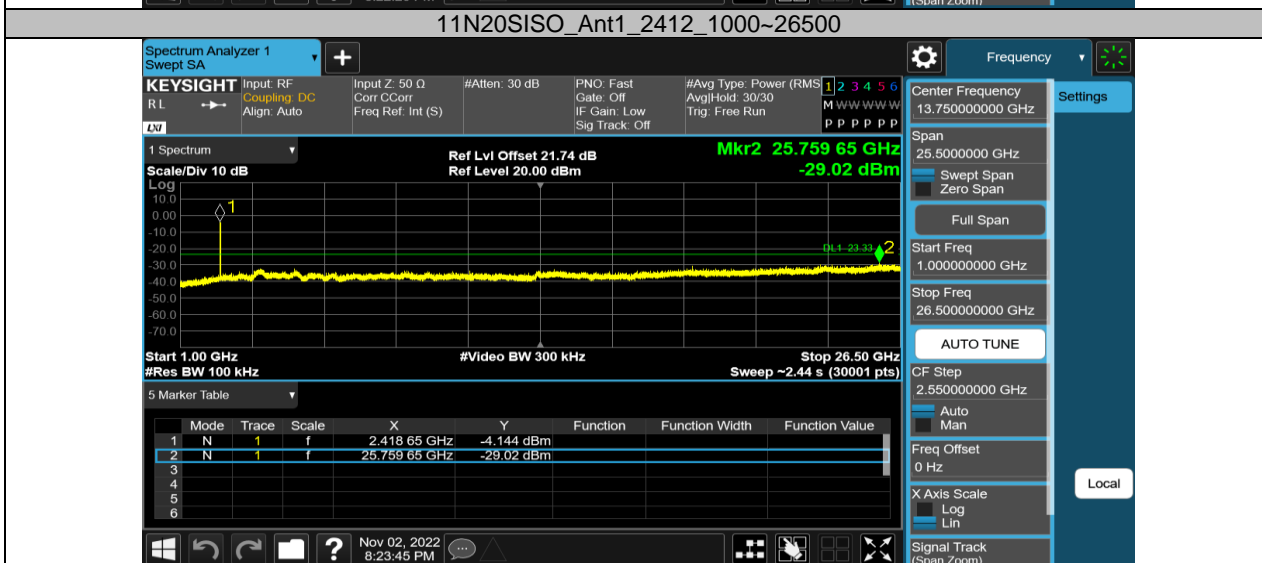 (Span Zoom)
11N20SISO_Ant1_2412_1000~26500
Spectrum Analyzer 1
Swept SA
Frequency
KEYSIGHT
Input: RF
Coupling: DC
Align: Auto
Input Z: 50 Ω
Corr CCorr
Freq Ref: Int (S)
#Atten: 30 dB
PNO: Fast
Gate: Off
IF Gain: Low
Sig Track: Off
#Avg Type: Power (RMS
Avg|Hold: 30/30
Trig: Free Run
1 2 3 4 5 6
M W W W W W
P P P P P P
R L
LXI
Center Frequency
13.750000000 GHz
Settings
1 Spectrum
Scale/Div 10 dB
Ref Lvl Offset 21.74 dB
Ref Level 20.00 dBm
Mkr2 25.759 65 GHz
-29.02 dBm
Span
25.5000000 GHz
Swept Span
Zero Span
Full Span
Start Freq
1.000000000 GHz
Stop Freq
26.500000000 GHz
AUTO TUNE
CF Step
2.550000000 GHz
Auto
Man
Freq Offset
0 Hz
X Axis Scale
Log
Lin
Signal Track
(Span Zoom)
Local
Log
10.0
0.00
-10.0
-20.0
-30.0
-40.0
-50.0
-60.0
-70.0
1
DL1 -23.33
2
Start 1.00 GHz
#Video BW 300 kHz
Stop 26.50 GHz
#Res BW 100 kHz
Sweep ~2.44 s (30001 pts)
5 Marker Table
Mode Trace Scale X Y Function Function Width Function Value
1 N 1 f 2.418 65 GHz -4.144 dBm
2 N 1 f 25.759 65 GHz -29.02 dBm
3
4
5
6
?
Nov 02, 2022
8:23:45 PM